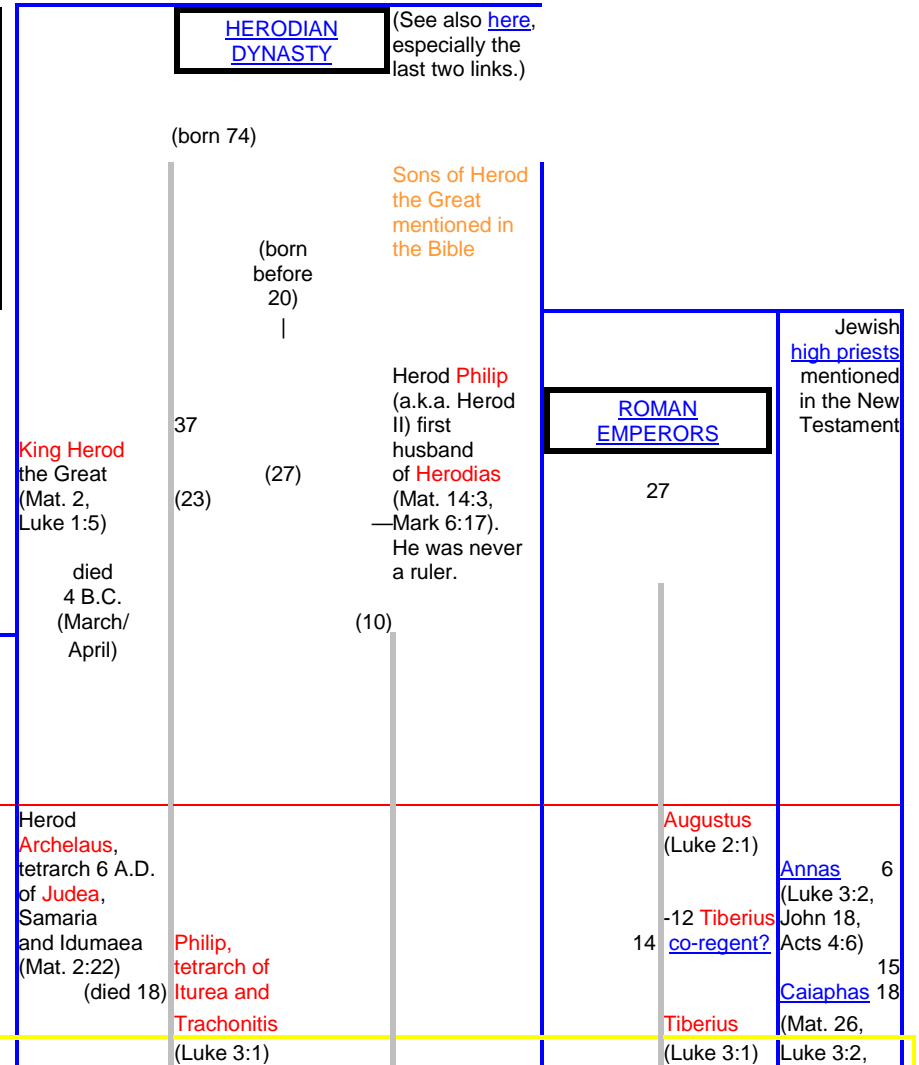 HERODIAN
DYNASTY
(See also here,
especially the
last two links.)
(born 74)
Sons of Herod
the Great
mentioned in
the Bible
(born
before
20)
|
37
King Herod
the Great
(Mat. 2,
Luke 1:5)
(23)
(27)
died
4 B.C.
(March/
April)
(10)
Herod Philip
(a.k.a. Herod
II) first
husband
of Herodias
(Mat. 14:3,
—Mark 6:17).
He was never
a ruler.
ROMAN
EMPERORS
27
Jewish
high priests
mentioned
in the New
Testament
Herod
Archelaus,
tetrarch 6 A.D.
of Judea,
Samaria
and Idumaea
(Mat. 2:22)
(died 18)
Philip,
tetrarch of
Iturea and
Trachonitis
(Luke 3:1)
Augustus
(Luke 2:1)
-12 Tiberius
14 co-regent?
Tiberius
(Luke 3:1)
Annas 6
(Luke 3:2,
John 18,
Acts 4:6)
15
Caiaphas 18
(Mat. 26,
Luke 3:2,